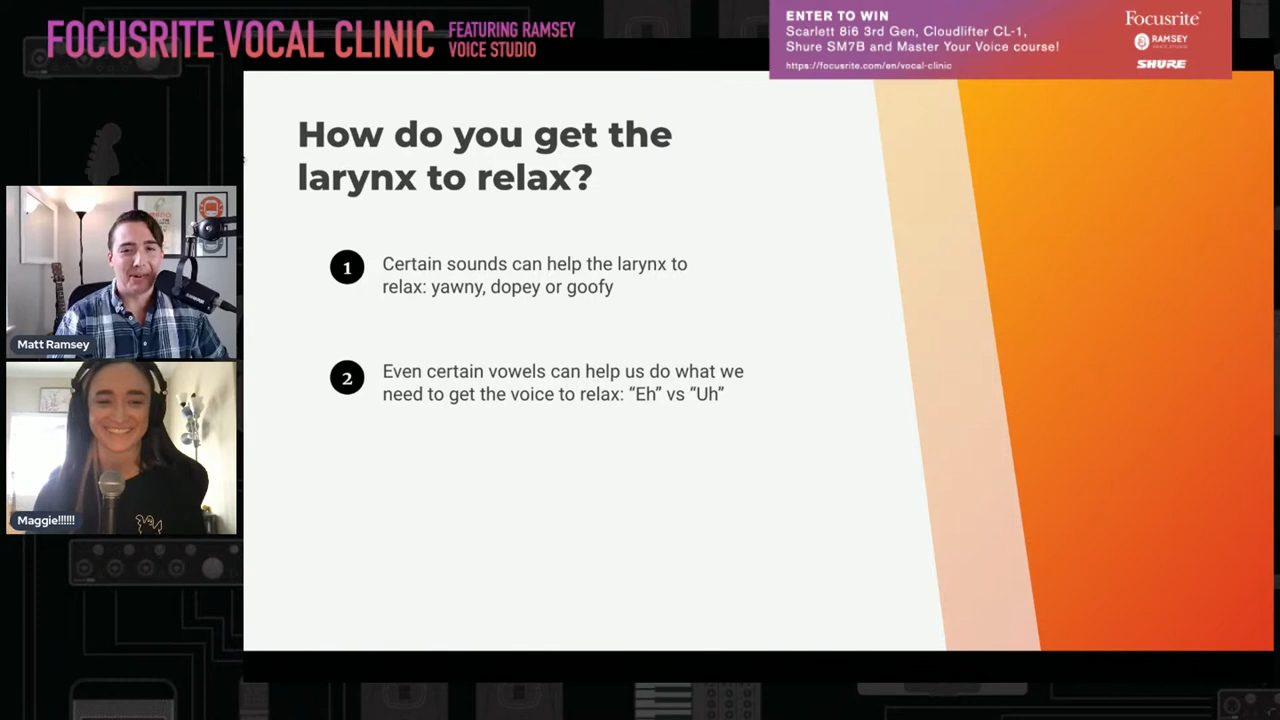 FOCUSRITE VOCAL CLINIC
FEATURING RAMSEY
VOICE STUDIO
ENTER TO WIN
Scarlett 8i6 3rd Gen, Cloudlifter CL-1,
Shure SM7B and Master Your Voice course!
https://focusrite.com/en/vocal-clinic
Focusrite
RAMSEY
VOICE STUDIO
SHURE
How do you get the
larynx to relax?
1
Certain sounds can help the larynx to
relax: yawny, dopey or goofy
2
Even certain vowels can help us do what we
need to get the voice to relax: “Eh” vs “Uh”
Matt Ramsey
Maggie!!!!!!